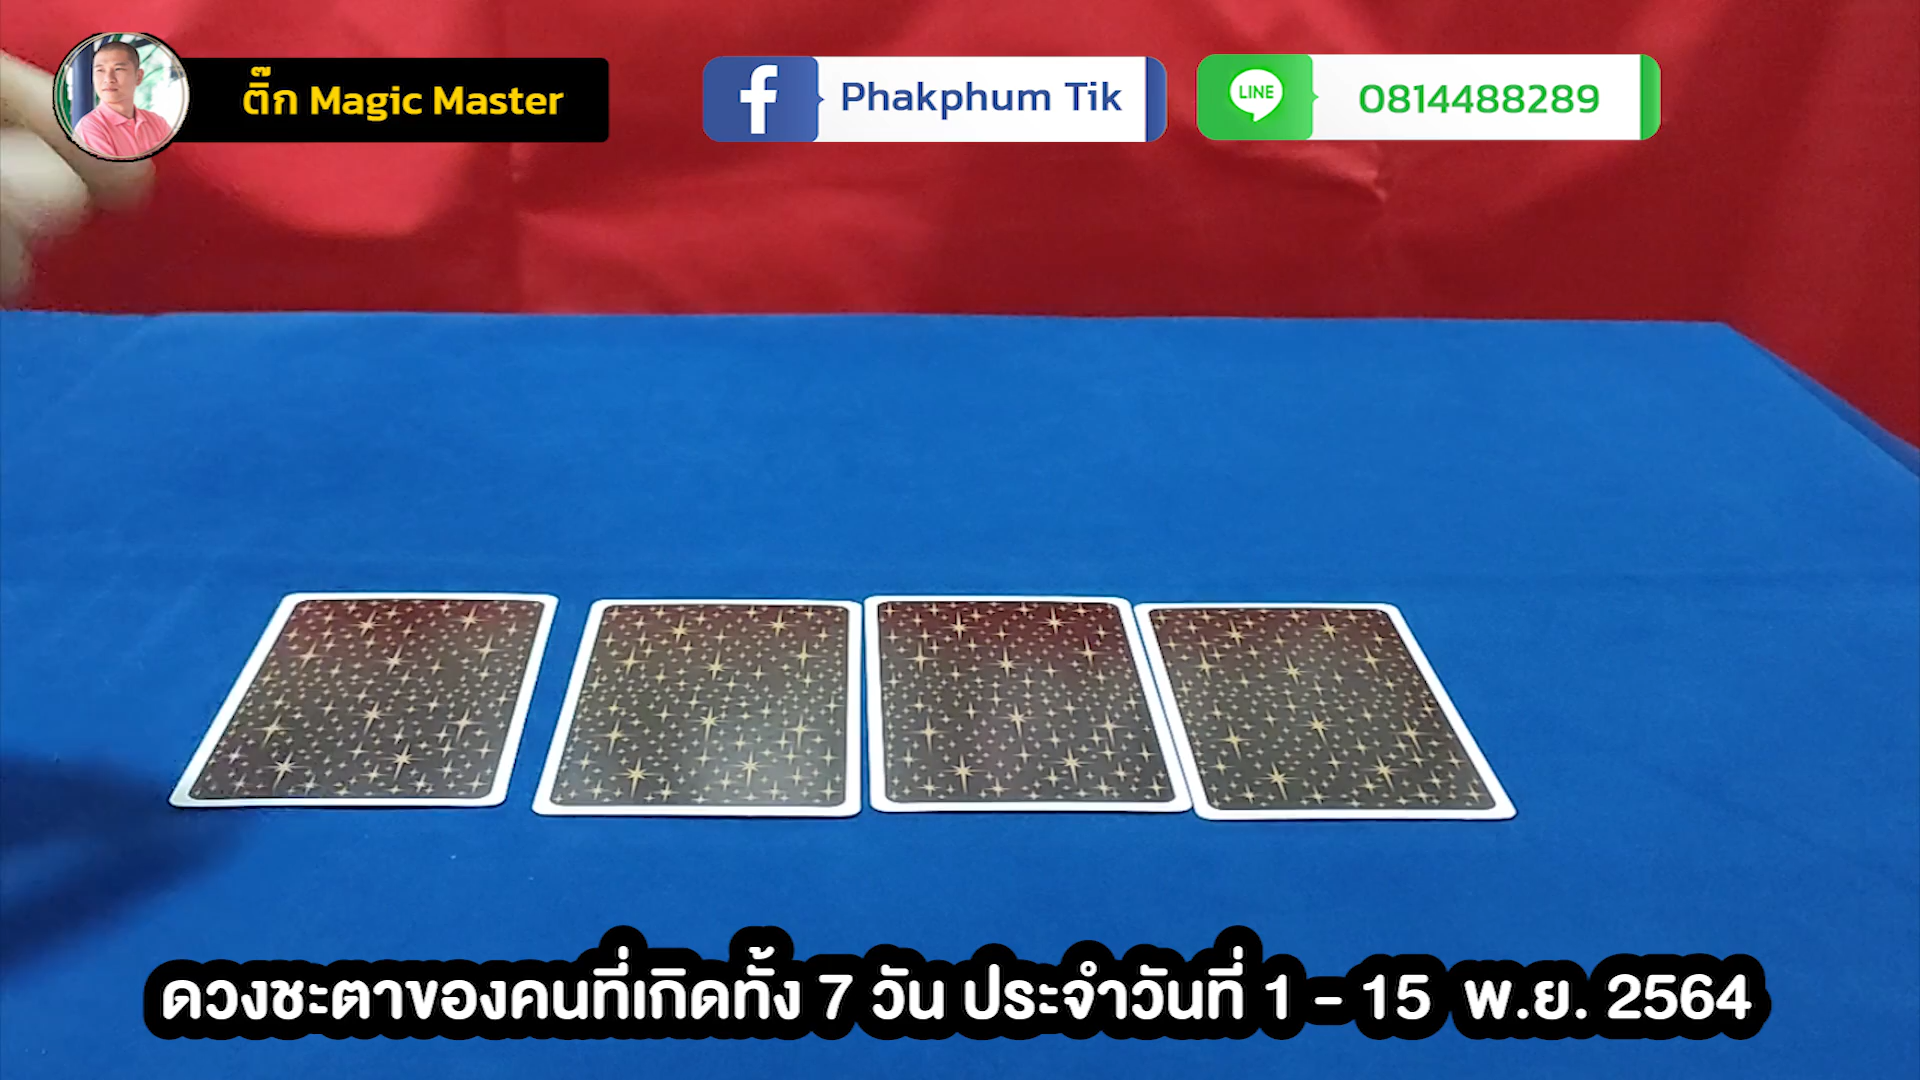 ติ๊ก Magic Master
f Phakphum Tik
LINE 0814488289
ดวงชะตาของคนที่เกิดทั้ง 7 วัน ประจำวันที่ 1 - 15 พ.ย. 2564